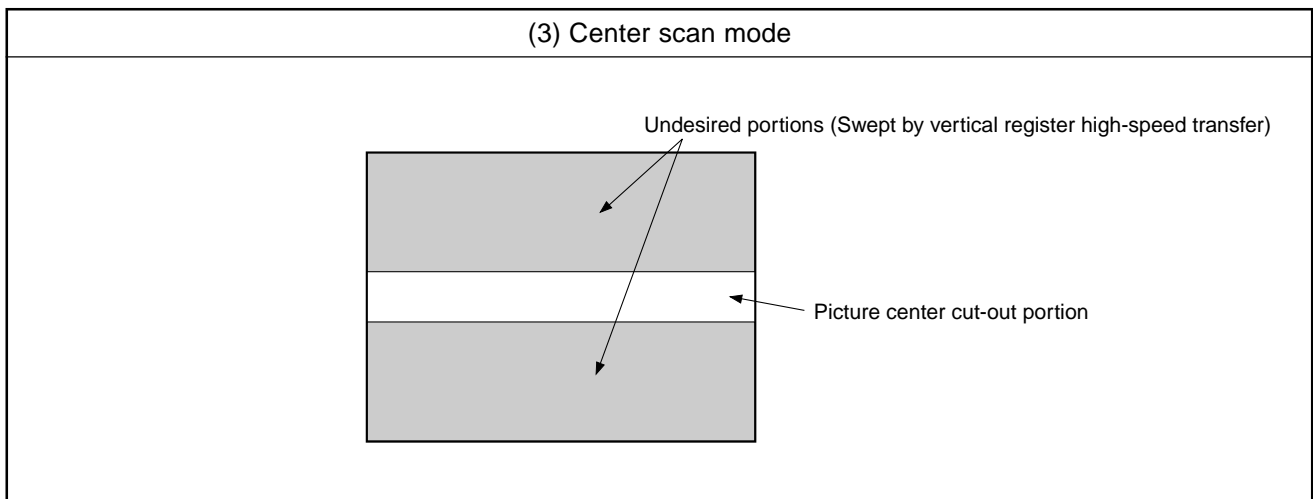 (3) Center scan mode
Undesired portions (Swept by vertical register high-speed transfer)
Picture center cut-out portion